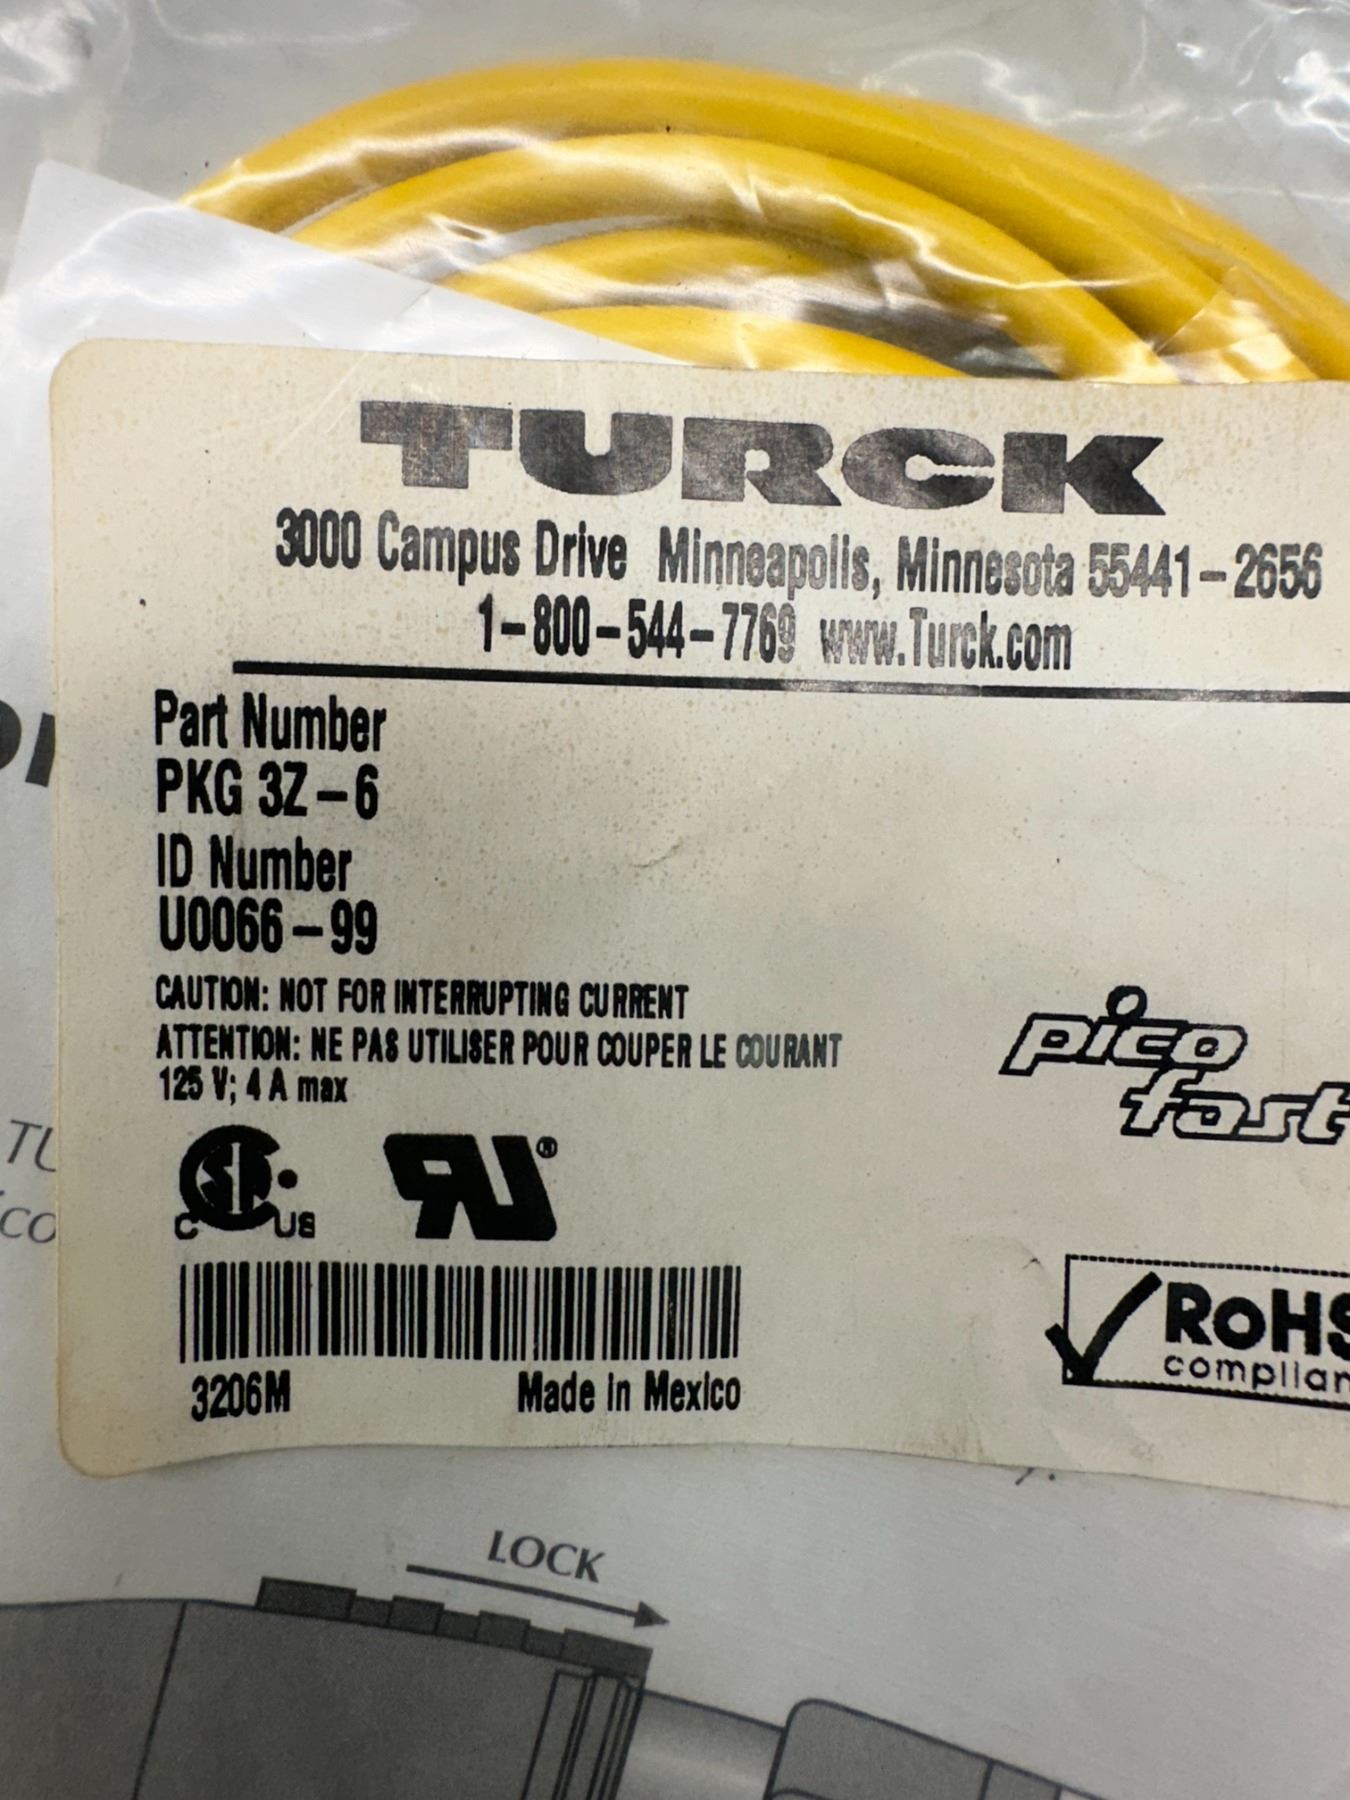 TURCK
3000 Campus Drive Minneapolis, Minnesota 55441-2656
1-800-544-7769 www.Turck.com
Part Number
PKG 3Z-6
ID Number
U0066-99
CAUTION: NOT FOR INTERRUPTING CURRENT
ATTENTION: NE PAS UTILISER POUR COUPER LE COURANT
125 V; 4 A max
pico
fast
C US
®
RoHS
complian
3206M Made in Mexico
LOCK